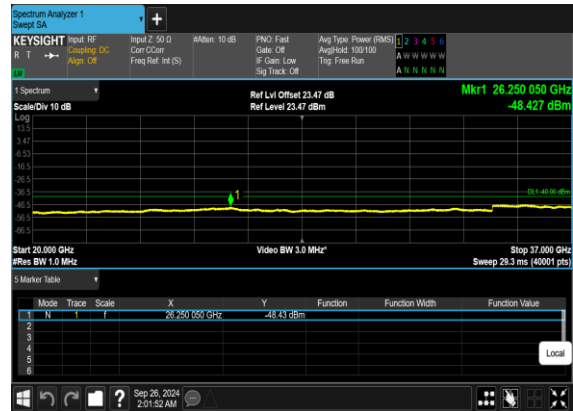 Spectrum Analyzer 1
Swept SA
+
KEYSIGHT Input: RF Input Z: 50 Ω #Atten: 10 dB PNO: Fast Avg Type: Power (RMS) 1 2 3 4 5 6
R T Coupling: DC Corr CCorr Gate: Off Avg|Hold: 100/100 A W W W W W
Align: Off Freq Ref: Int (S) IF Gain: Low Trig: Free Run
Sig Track: Off A N N N N N
1 Spectrum Ref Lvl Offset 23.47 dB Mkr1 26.250 050 GHz
Scale/Div 10 dB Ref Level 23.47 dBm -48.427 dBm
Log
13.5
3.47
-6.53
-16.5
-26.5
-36.5 DL1 -40.00 dBm
1
-46.5
-56.5
-66.5
Start 20.000 GHz Video BW 3.0 MHz* Stop 37.000 GHz
#Res BW 1.0 MHz Sweep 29.3 ms (40001 pts)
5 Marker Table
Mode Trace Scale X Y Function Function Width Function Value
1 N 1 f 26.250 050 GHz -48.43 dBm
2
3
4
5
6
Local
? Sep 26, 2024
2:01:52 AM